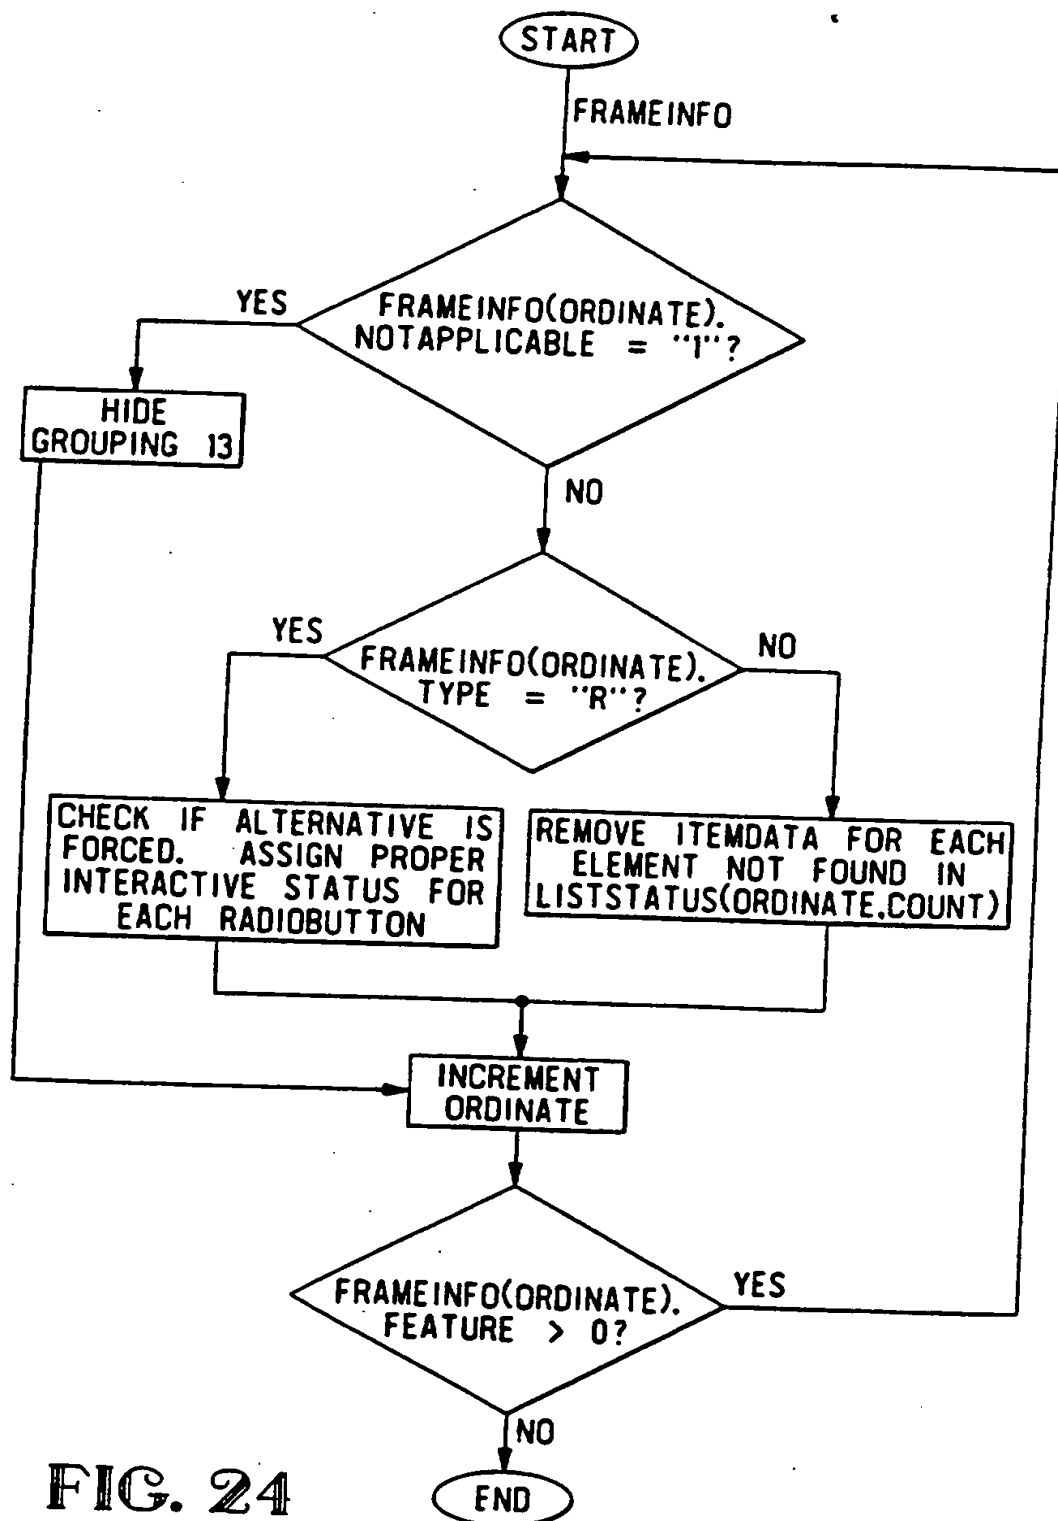 START
FRAMEINFO
YES
FRAMEINFO(ORDINATE).
NOTAPPLICABLE = "1"?
HIDE
GROUPING 13
NO
YES
FRAMEINFO(ORDINATE).
TYPE = "R"?
NO
CHECK IF ALTERNATIVE IS
FORCED. ASSIGN PROPER
INTERACTIVE STATUS FOR
EACH RADIOBUTTON
REMOVE ITEMDATA FOR EACH
ELEMENT NOT FOUND IN
LISTSTATUS(ORDINATE.COUNT)
INCREMENT
ORDINATE
FRAMEINFO(ORDINATE).
FEATURE > 0?
YES
NO
END
FIG. 24